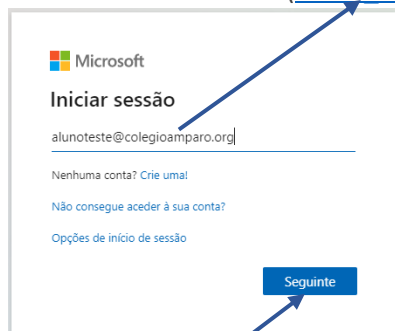 Microsoft
Iniciar sessão
alunoteste@colegioamparo.org
Nenhuma conta? Crie uma!
Não consegue aceder à sua conta?
Opções de início de sessão
Seguinte